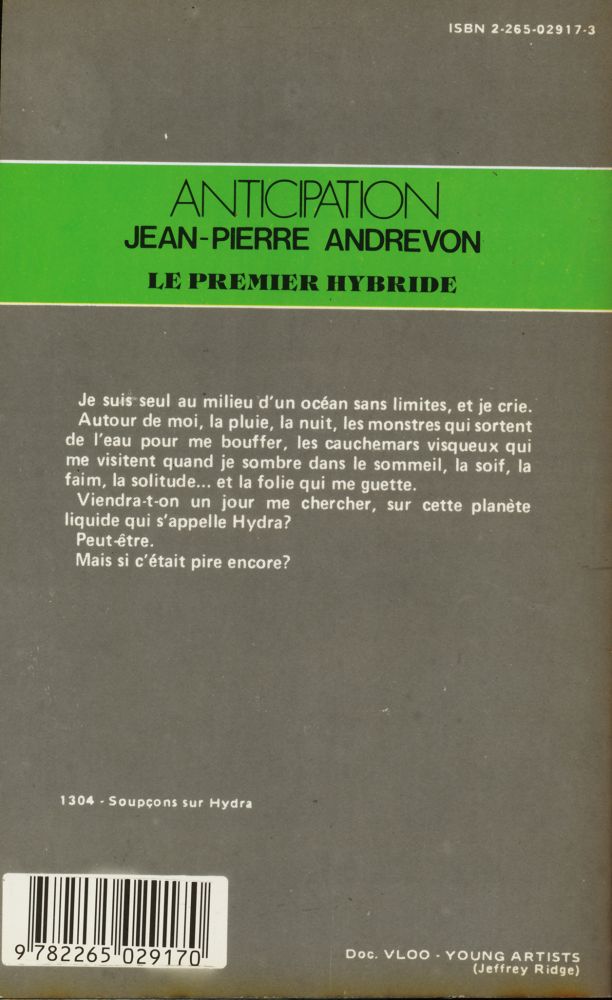 ISBN 2-265-02917-3
ANTICIPATION
JEAN-PIERRE ANDREVON
LE PREMIER HYBRIDE
Je suis seul au milieu d'un océan sans limites, et je crie.
Autour de moi, la pluie, la nuit, les monstres qui sortent
de l'eau pour me bouffer, les cauchemars visqueux qui
me visitent quand je sombre dans le sommeil, la soif, la
faim, la solitude... et la folie qui me guette.
Viendra-t-on un jour me chercher, sur cette planète
liquide qui s'appelle Hydra?
Peut-être.
Mais si c'était pire encore?
1304 - Soupçons sur Hydra
9 782265 029170
Doc. VLOO - YOUNG ARTISTS
(Jeffrey Ridge)